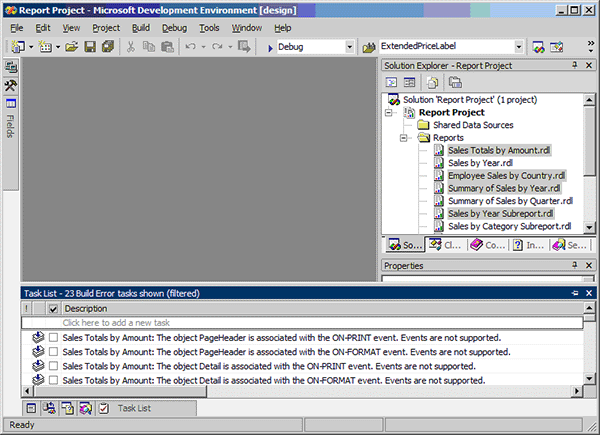 Report Project - Microsoft Development Environment [design]
File Edit View Project Build Debug Tools Window Help
Debug ExtendedPriceLabel
Solution Explorer - Report Project
Fields
Solution 'Report Project' (1 project)
Report Project
Shared Data Sources
Reports
Sales Totals by Amount.rdl
Sales by Year.rdl
Employee Sales by Country.rdl
Summary of Sales by Year.rdl
Summary of Sales by Quarter.rdl
Sales by Year Subreport.rdl
Sales by Category Subreport.rdl
So... Cl... Co... In... Se...
Properties
Task List - 23 Build Error tasks shown (filtered)
! Description
Click here to add a new task
Sales Totals by Amount: The object PageHeader is associated with the ON-PRINT event. Events are not supported.
Sales Totals by Amount: The object PageHeader is associated with the ON-FORMAT event. Events are not supported.
Sales Totals by Amount: The object Detail is associated with the ON-PRINT event. Events are not supported.
Sales Totals by Amount: The object Detail is associated with the ON-FORMAT event. Events are not supported.
Task List
Ready